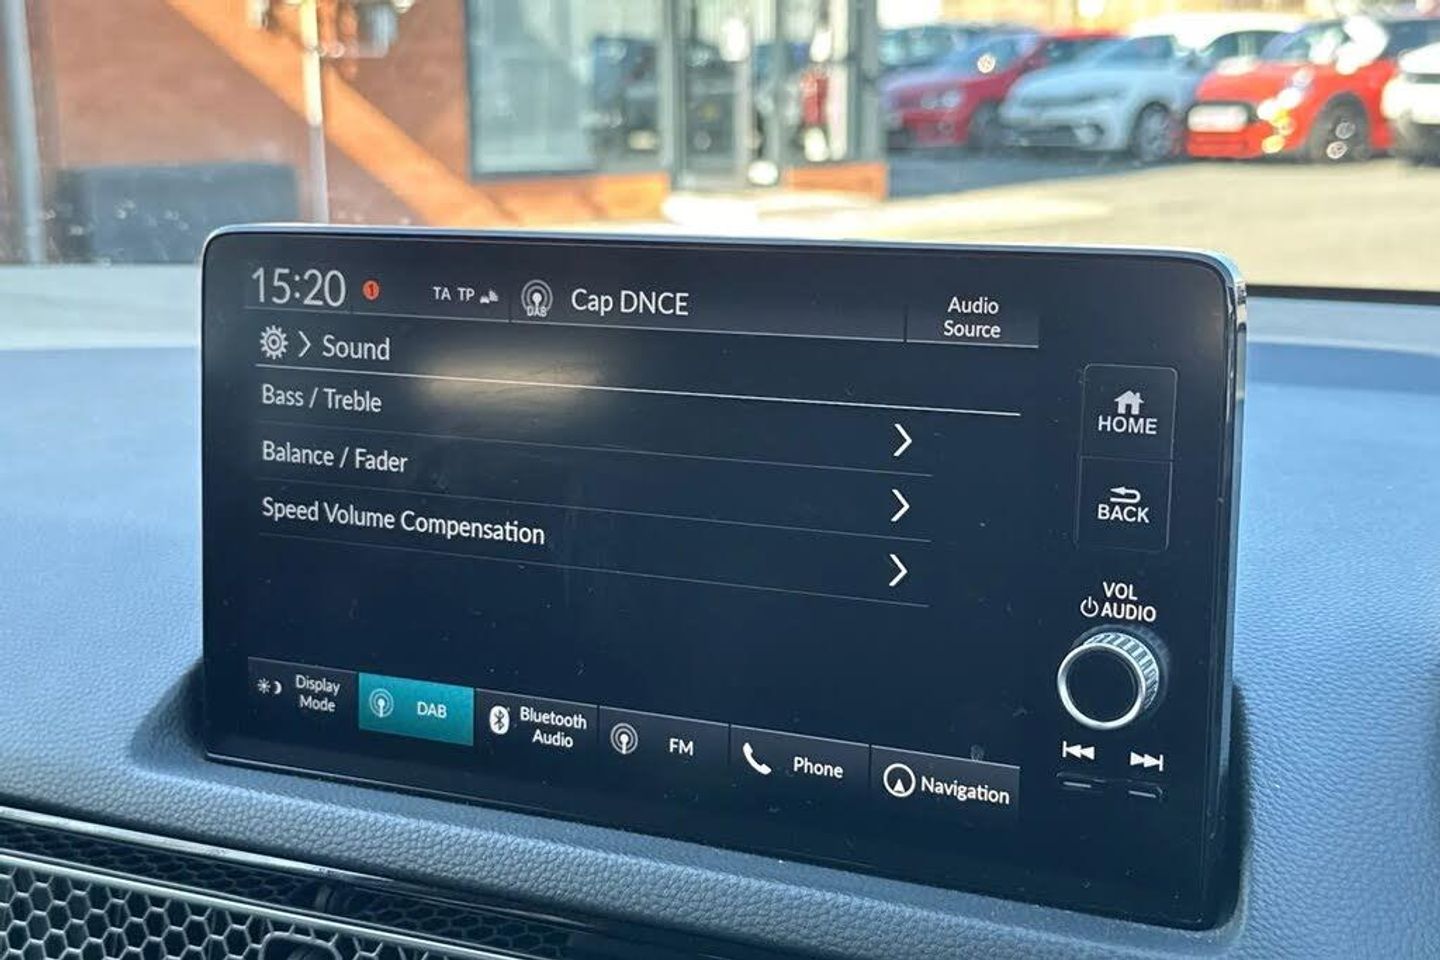 15:20
1
TA TP
DAB
Cap DNCE
Audio
Source
Sound
Bass / Treble
Balance / Fader
Speed Volume Compensation
HOME
BACK
VOL
AUDIO
Display
Mode
DAB
Bluetooth
Audio
FM
Phone
Navigation